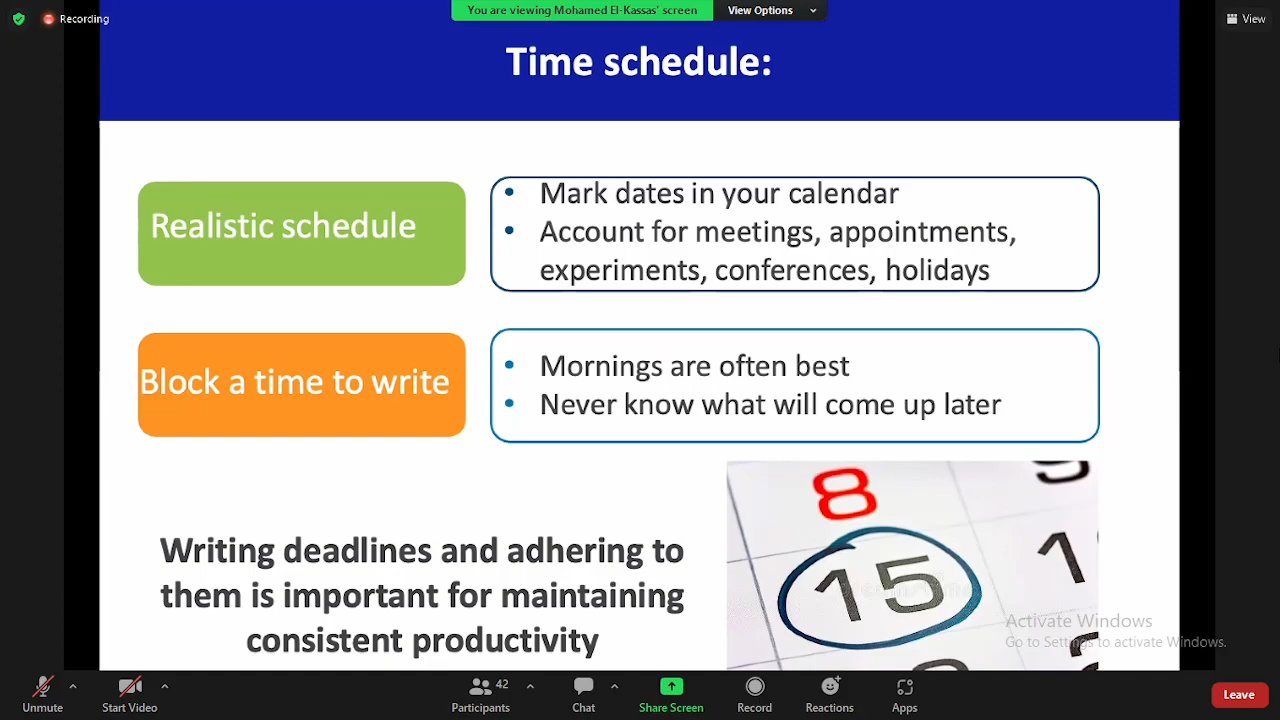 You are viewing Mohamed El-Kassas' screen
View Options
Recording
View
Time schedule:
Realistic schedule
• Mark dates in your calendar
• Account for meetings, appointments,
experiments, conferences, holidays
Block a time to write
• Mornings are often best
• Never know what will come up later
Writing deadlines and adhering to
them is important for maintaining
consistent productivity
8
15
Activate Windows
Go to Settings to activate Windows.
Unmute
Start Video
42
Participants
Chat
Share Screen
Record
Reactions
Apps
Leave